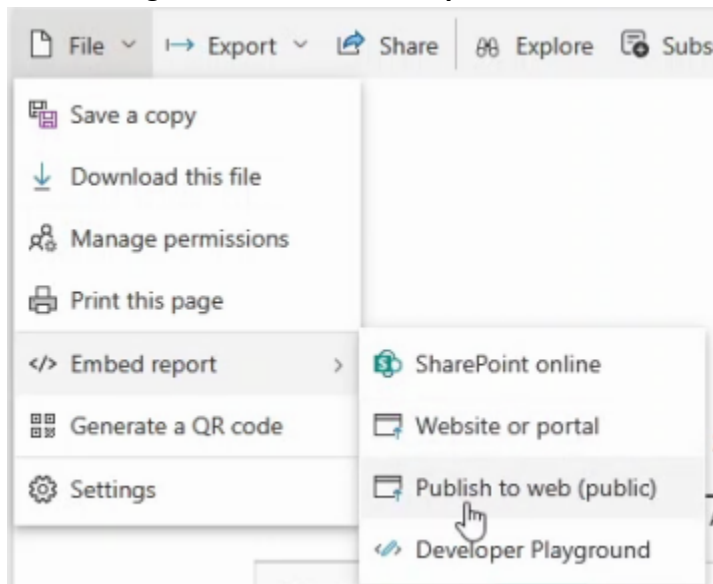 File Export Share Explore Subs
Save a copy
Download this file
Manage permissions
Print this page
Embed report
SharePoint online
Generate a QR code
Website or portal
Settings
Publish to web (public)
Developer Playground